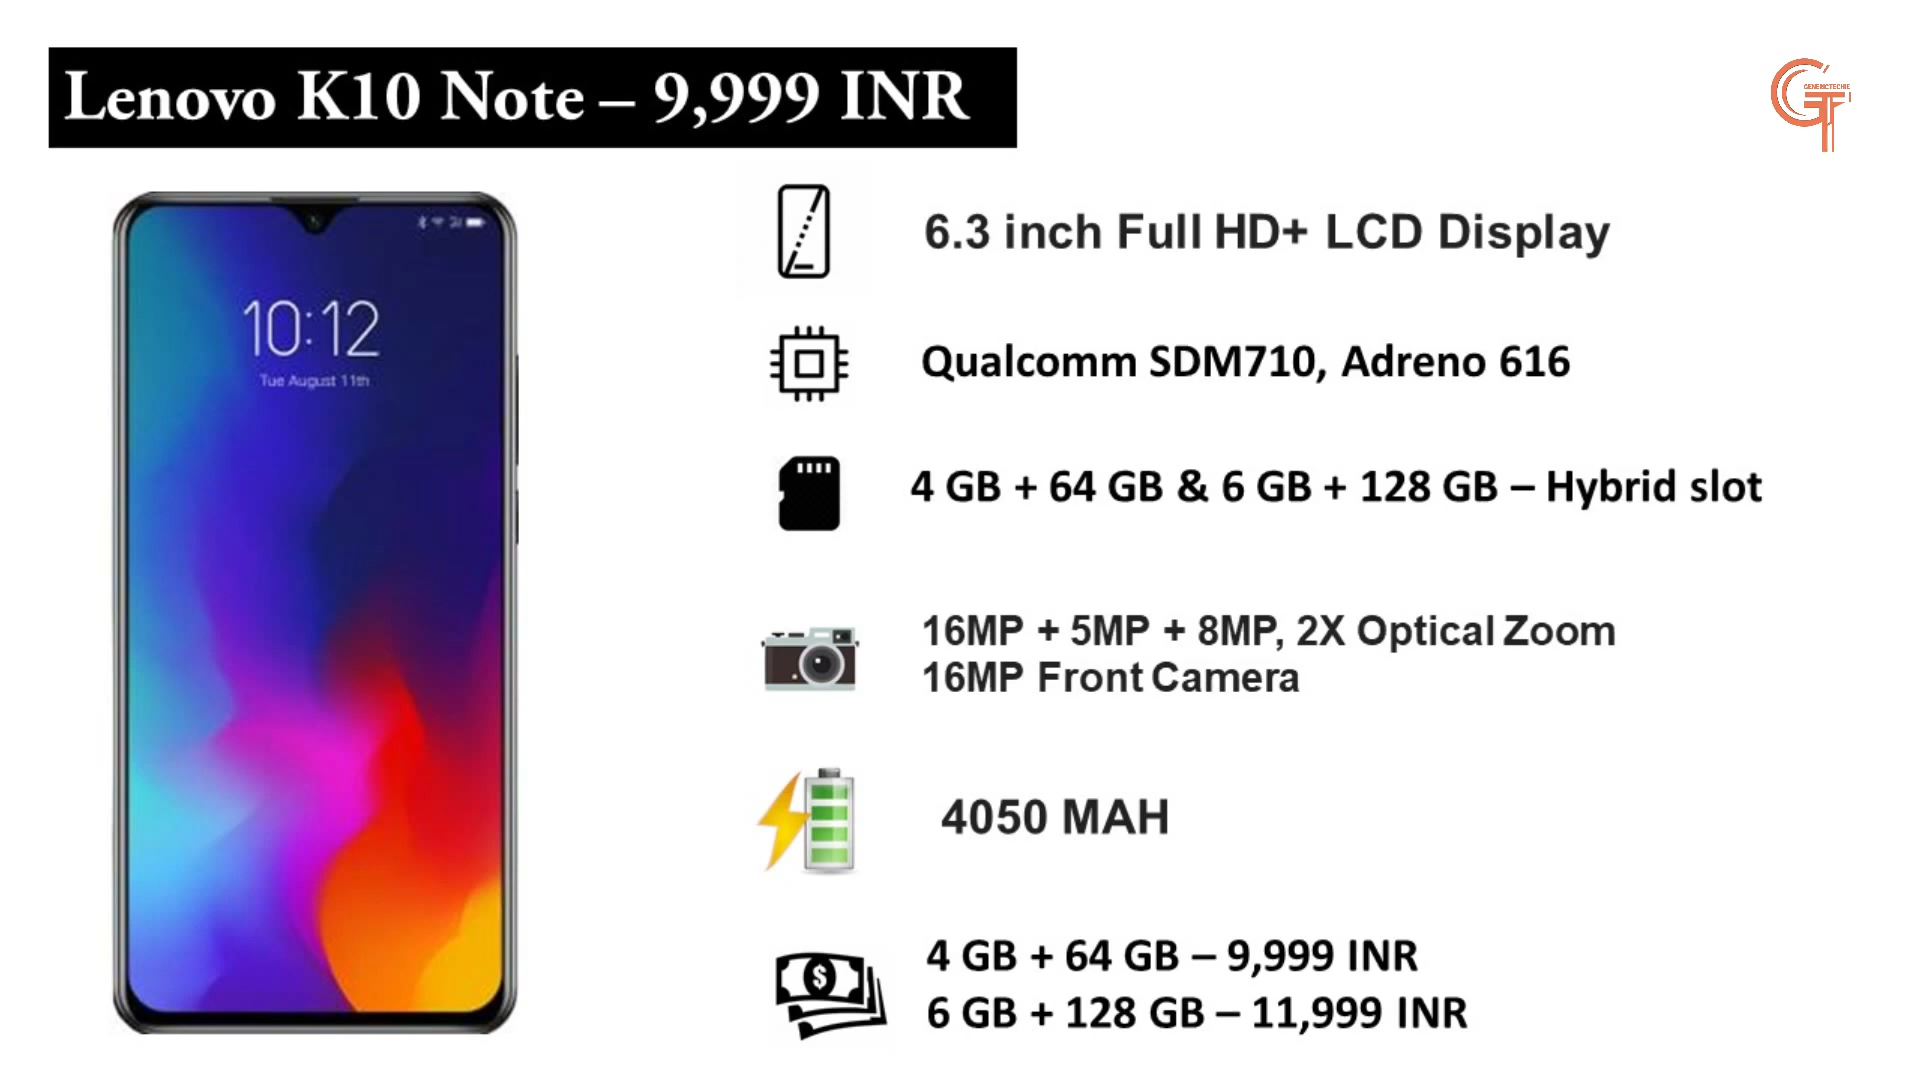 Lenovo K10 Note – 9,999 INR
GENERICTECHIE
GT
10:12
Tue August 11th
6.3 inch Full HD+ LCD Display
Qualcomm SDM710, Adreno 616
4 GB + 64 GB & 6 GB + 128 GB – Hybrid slot
16MP + 5MP + 8MP, 2X Optical Zoom
16MP Front Camera
4050 MAH
$
4 GB + 64 GB – 9,999 INR
6 GB + 128 GB – 11,999 INR